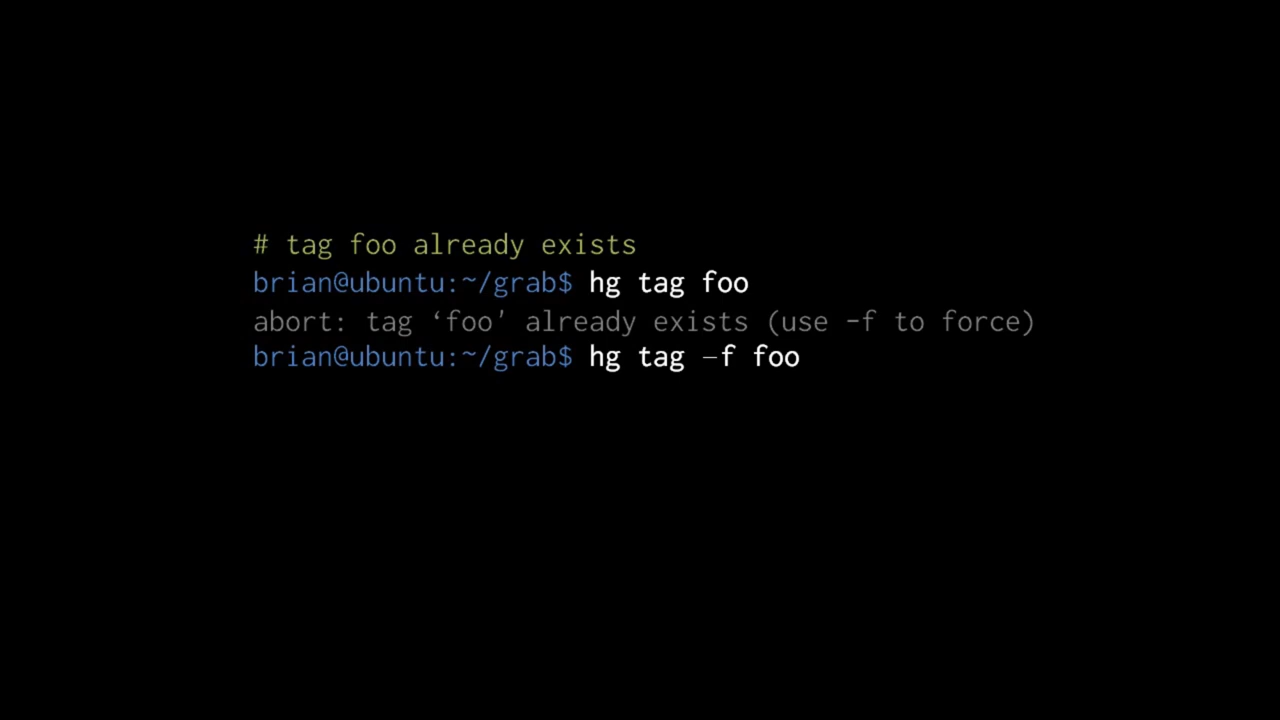 # tag foo already exists
brian@ubuntu:~/grab$ hg tag foo
abort: tag ‘foo' already exists (use -f to force)
brian@ubuntu:~/grab$ hg tag –f foo